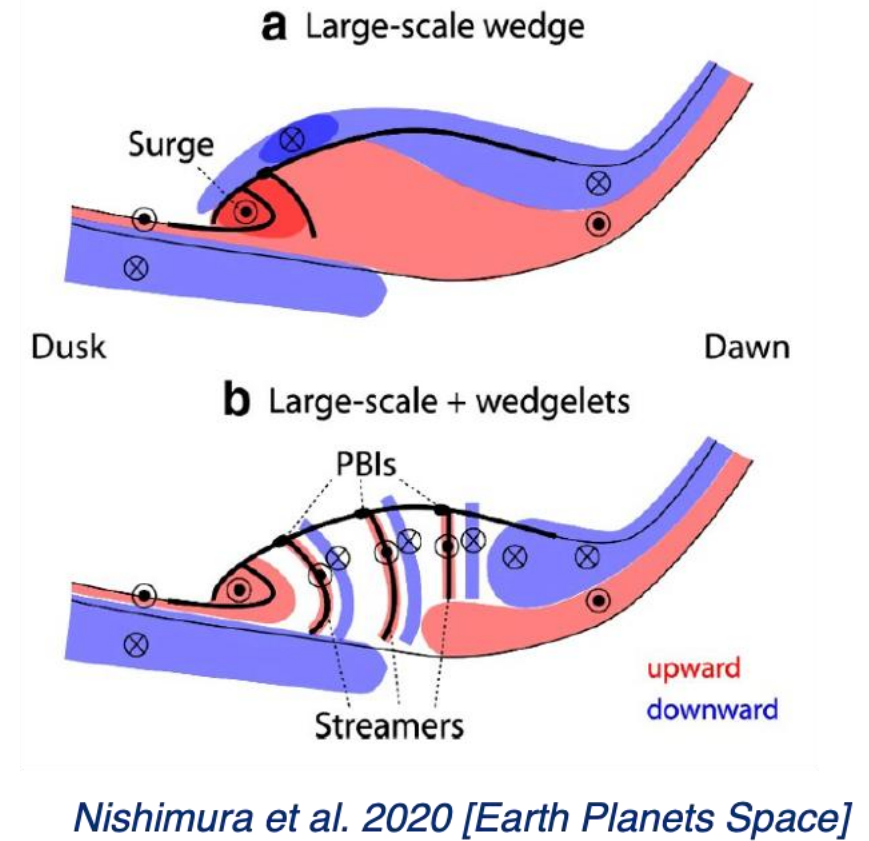 a Large-scale wedge
Surge
Dusk
Dawn
b Large-scale + wedgelets
PBIs
upward
downward
Streamers
Nishimura et al. 2020 [Earth Planets Space]